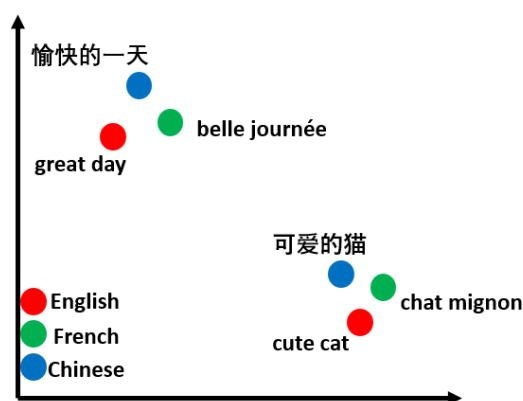 愉快的一天
belle journée
great day
可爱的猫
chat mignon
cute cat
English
French
Chinese